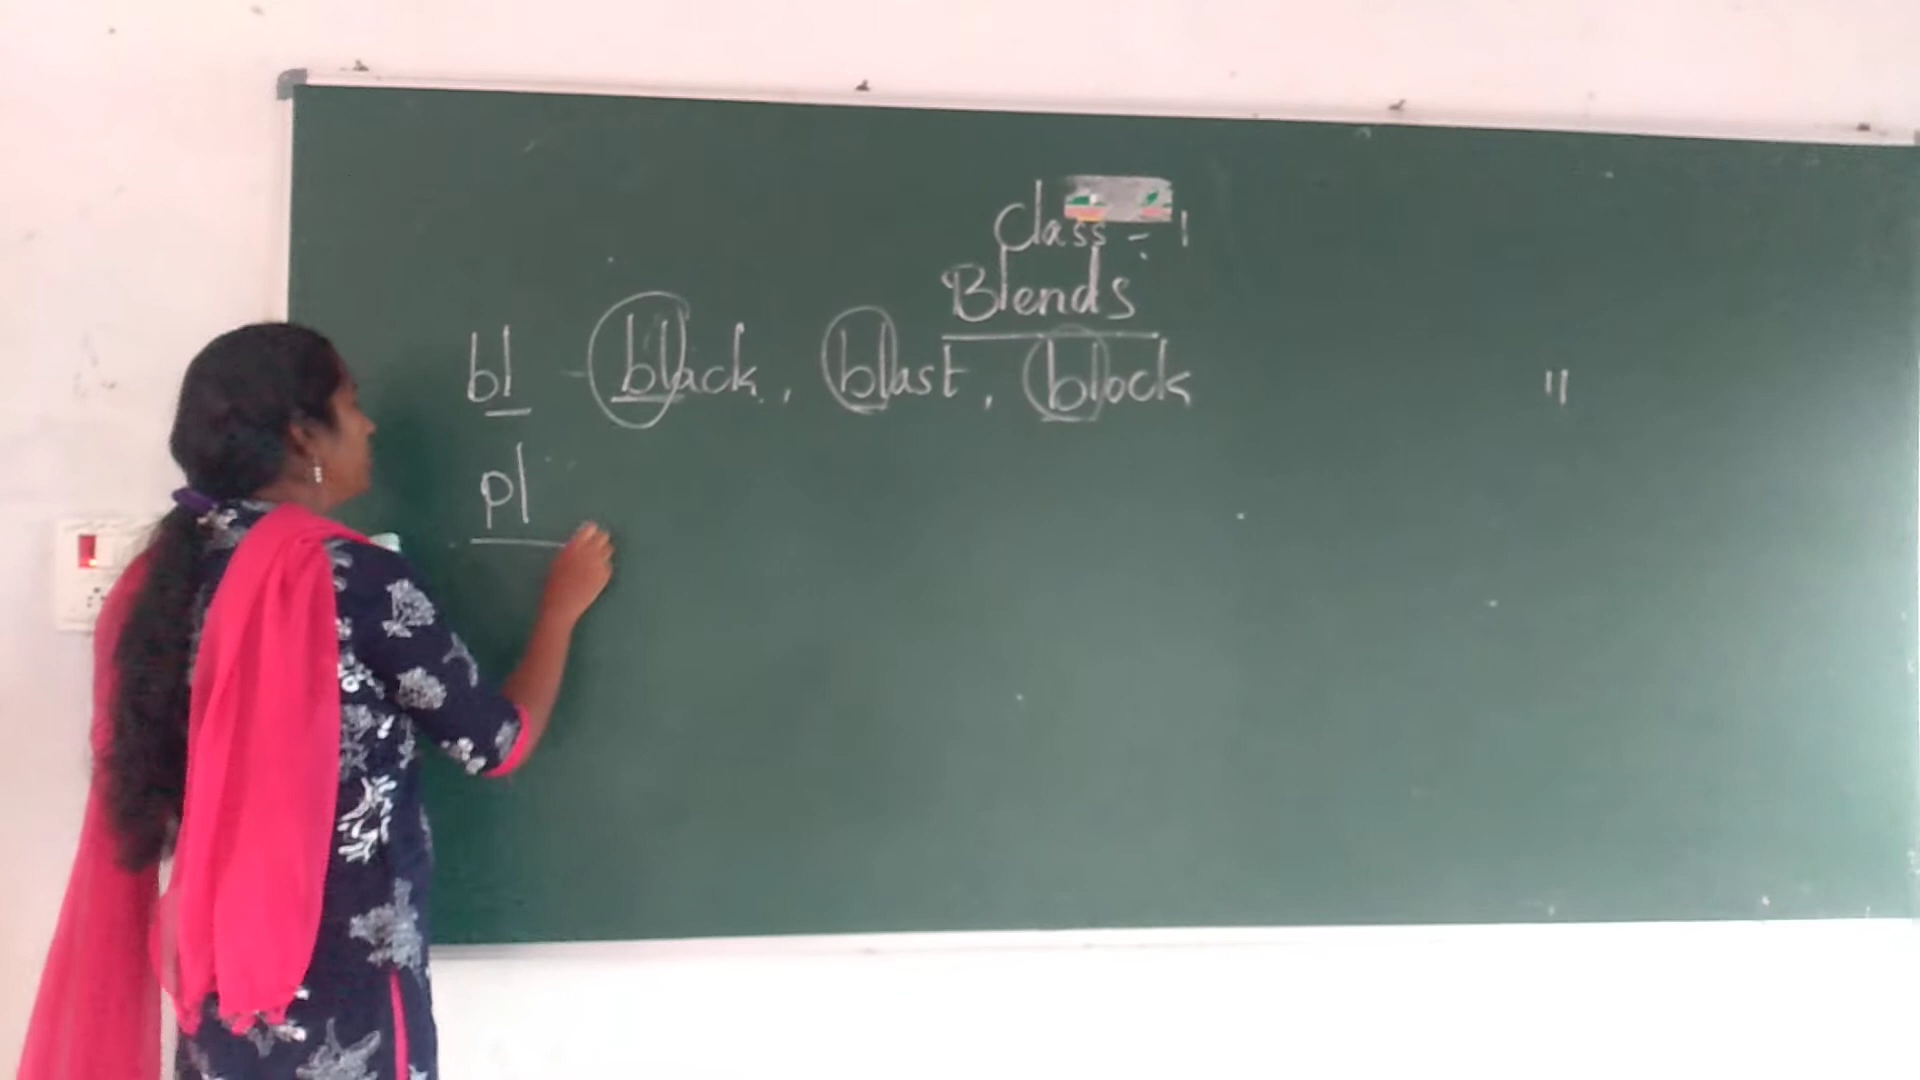 Class - 1
Blends
bl - black, blast, block "
pl